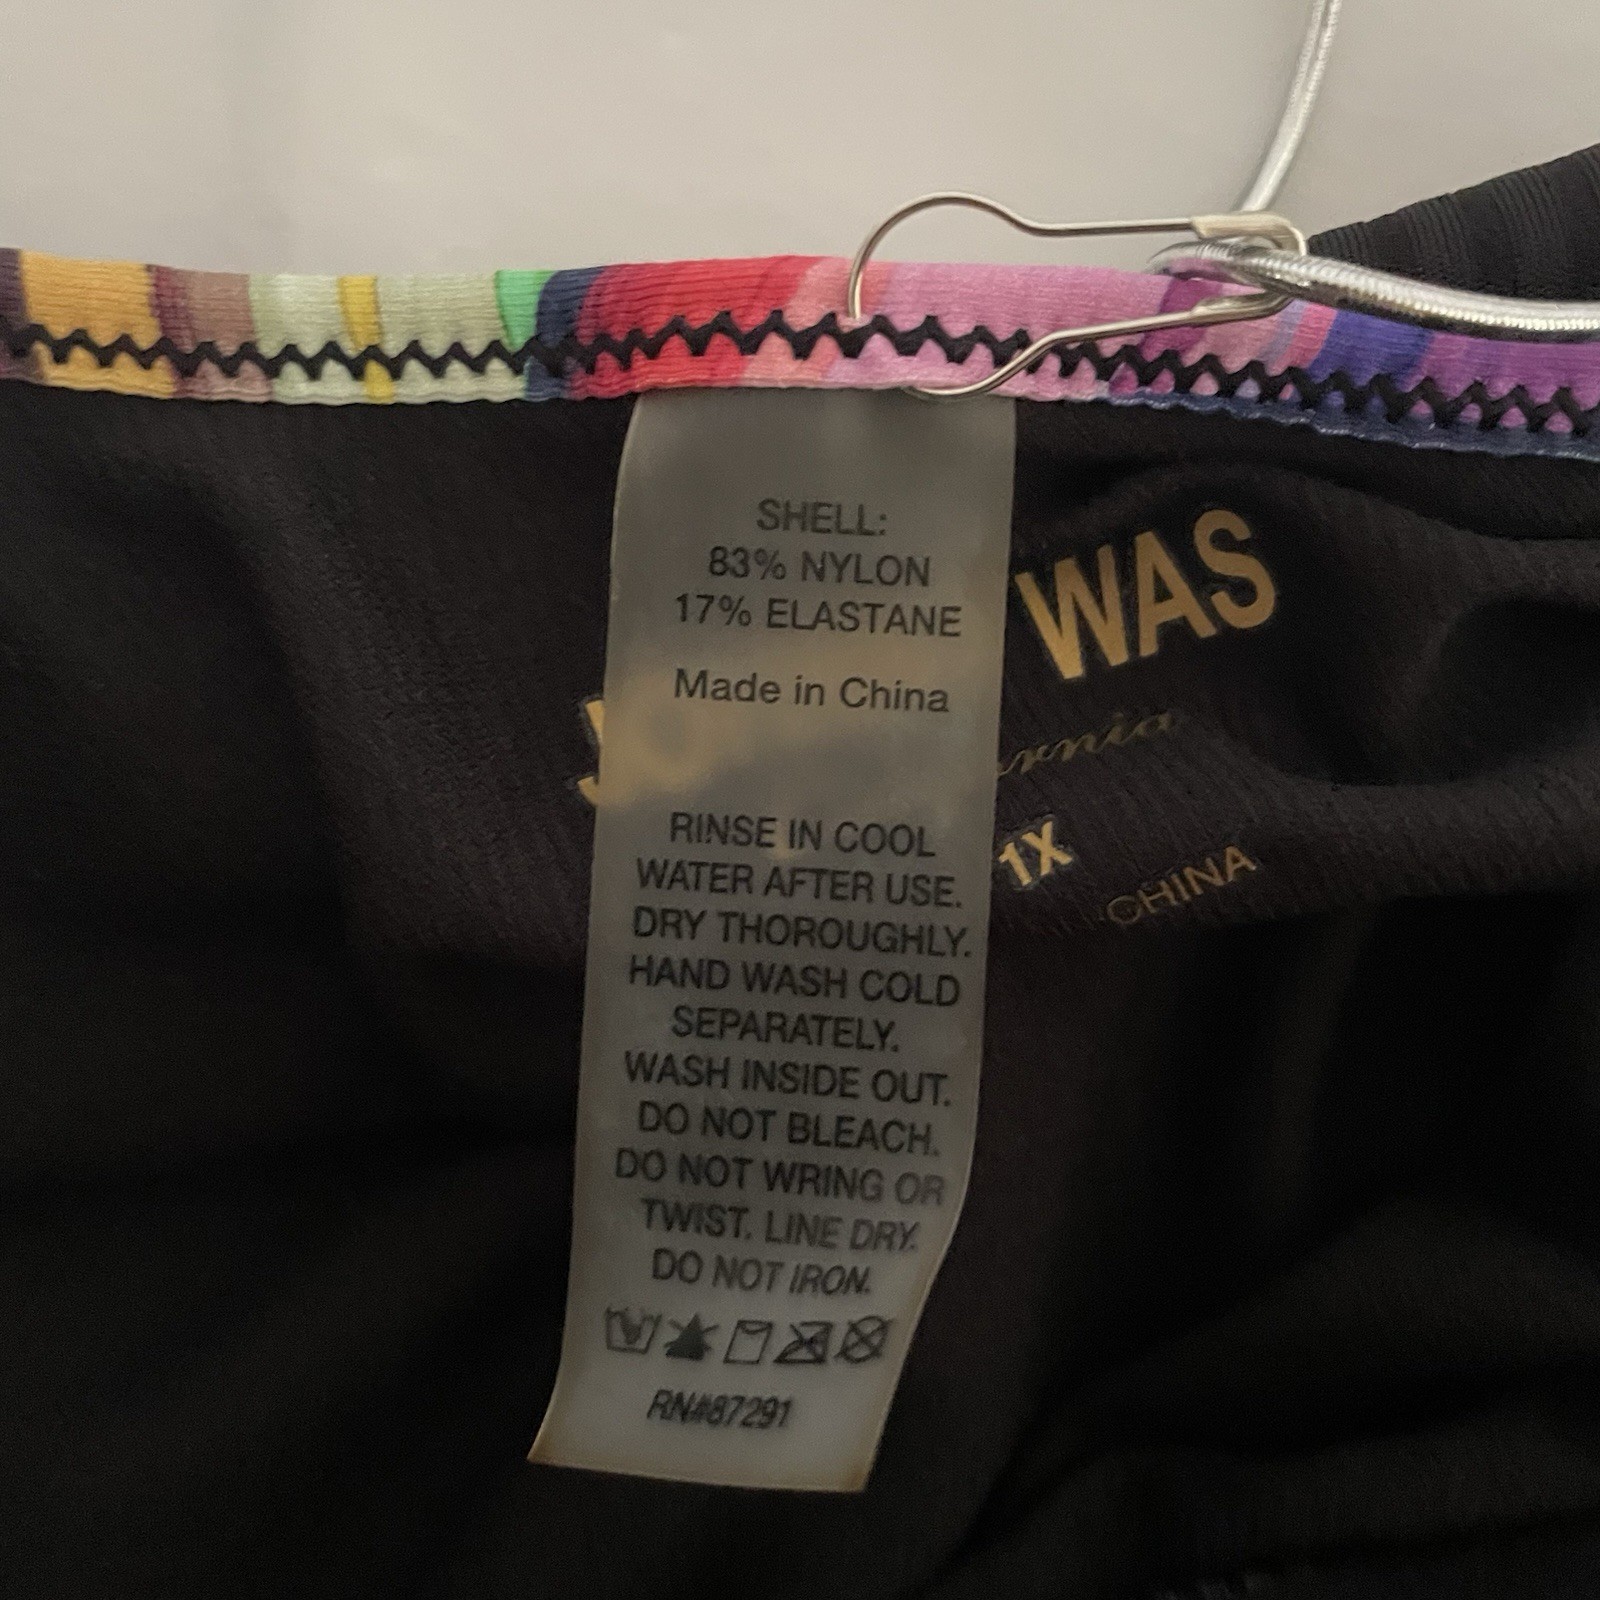 SHELL:
83% NYLON
17% ELASTANE
Made in China
RINSE IN COOL
WATER AFTER USE.
DRY THOROUGHLY.
HAND WASH COLD
SEPARATELY.
WASH INSIDE OUT.
DO NOT BLEACH.
DO NOT WRING OR
TWIST. LINE DRY.
DO NOT IRON.
RN#87291
WAS
1X
CHINA